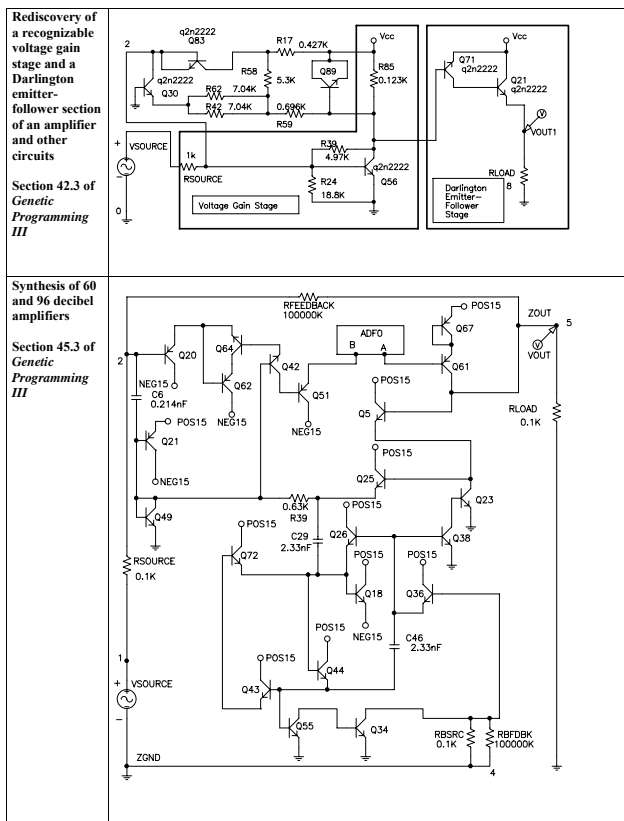 Rediscovery of
a recognizable
voltage gain
stage and a
Darlington
emitter-
follower section
of an amplifier
and other
circuits
Section 42.3 of
Genetic
Programming
III
q2n2222
Q83
2
R17
0.427K
Vcc
R58
5.3K
Q89
R85
0.123K
q2n2222
Q30
R62
7.04K
R42
7.04K
0.696K
R59
+
VSOURCE
-
0
1k
RSOURCE
R39
4.97K
R24
18.8K
q2n2222
Q56
Voltage Gain Stage
Vcc
Q71
q2n2222
Q21
q2n2222
V
VOUT1
RLOAD
8
Darlington
Emitter-
Follower
Stage
Synthesis of 60
and 96 decibel
amplifiers
Section 45.3 of
Genetic
Programming
III
RFEEDBACK
100000K
POS15
ZOUT
5
Q67
V
VOUT
ADF0
B A
2
Q20
Q64
Q42
Q61
NEG15
C6
0.214nF
Q62
NEG15
Q51
NEG15
POS15
Q5
RLOAD
0.1K
POS15
Q21
NEG15
POS15
Q25
Q23
Q49
0.63K
R39
POS15
C29
2.33nF
Q26
Q38
POS15
Q72
POS15
POS15
RSOURCE
0.1K
Q18
NEG15
Q36
C46
2.33nF
POS15
Q44
1
POS15
Q43
+
VSOURCE
-
Q55
Q34
RBSRC
0.1K
RBFDBK
100000K
ZGND
4